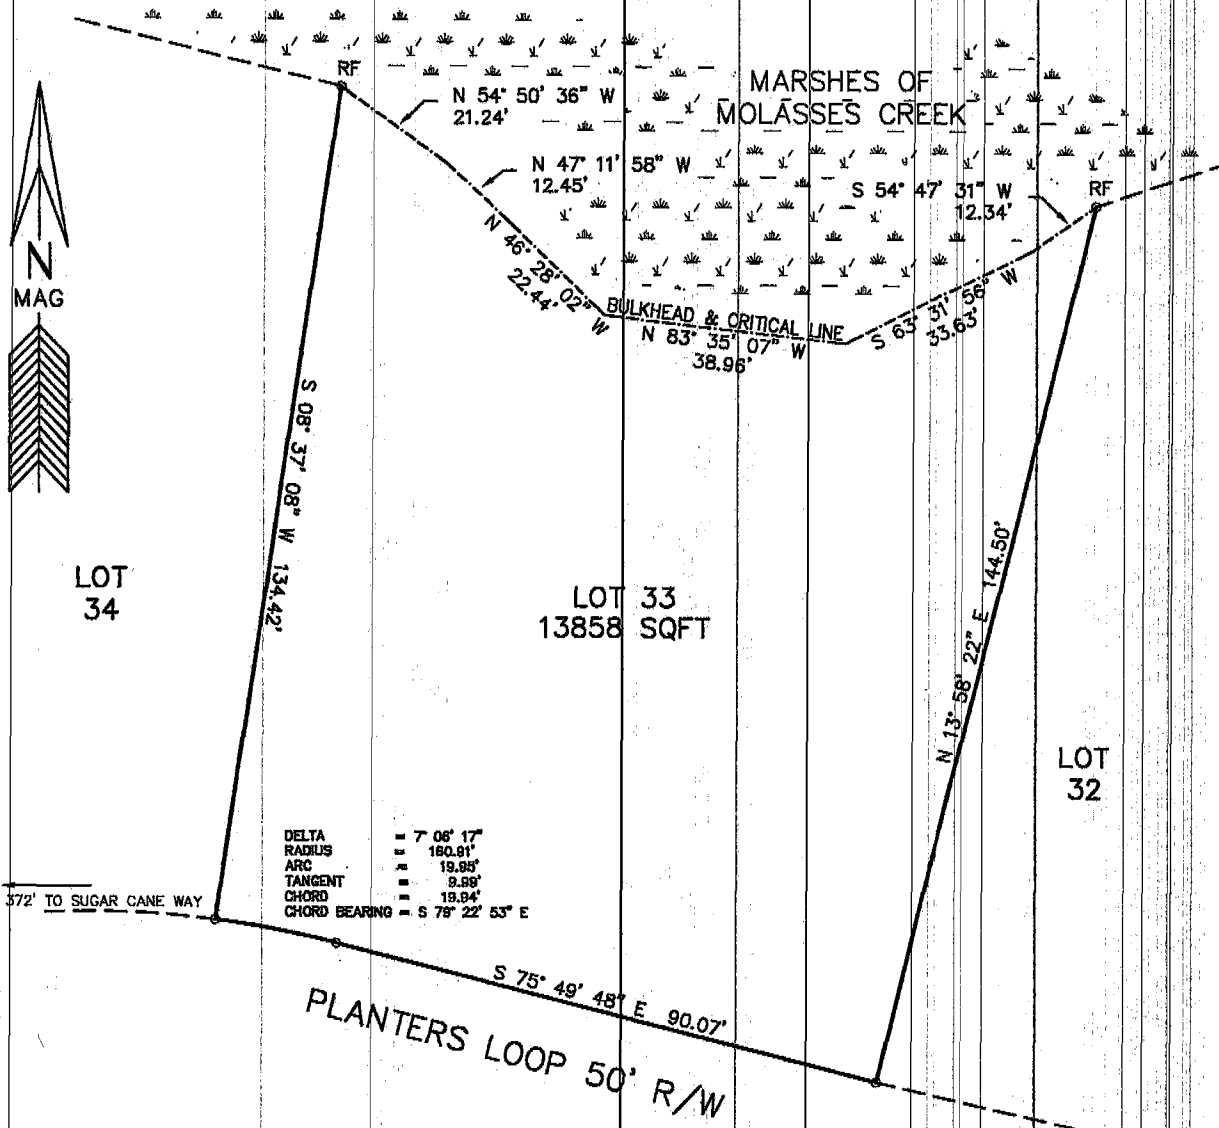 RF
MARSHES OF
MOLASSES CREEK
N 54° 50' 36" W
21.24'
N 47° 11' 58" W
12.45'
S 54° 47' 31" W
12.34'
RF
N 46° 28' 02" W
22.44'
BULKHEAD & CRITICAL LINE
N 83° 35' 07" W
38.96'
S 63° 31' 56" W
33.63'
N
MAG
S 08° 37' 08" W 134.42'
N 13° 58' 22" E 144.50'
LOT
34
LOT 33
13858 SQFT
LOT
32
DELTA = 7° 06' 17"
RADIUS = 160.91'
ARC = 19.95'
TANGENT = 9.99'
CHORD = 19.94'
CHORD BEARING = S 79° 22' 53" E
372' TO SUGAR CANE WAY
S 75° 49' 48" E 90.07'
PLANTERS LOOP 50' R/W